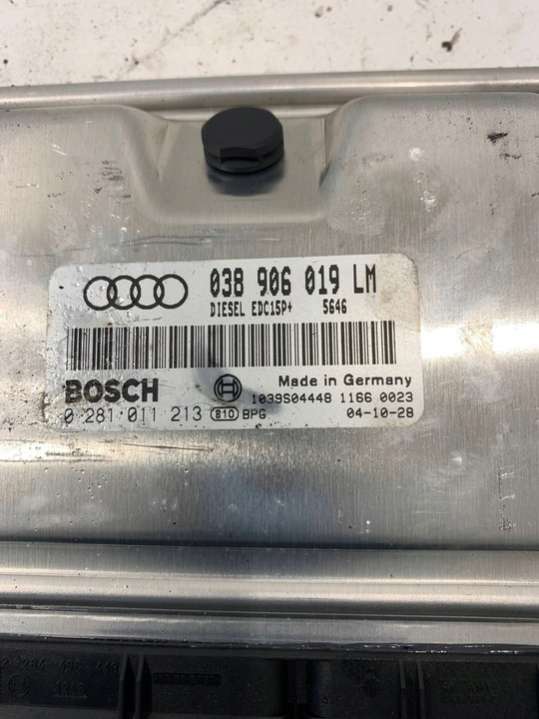 038 906 019 LM
DIESEL EDC15P+ 5646
BOSCH
Made in Germany
1039S04448 1166 0023
0 281 011 213 810 BPG 04-10-28